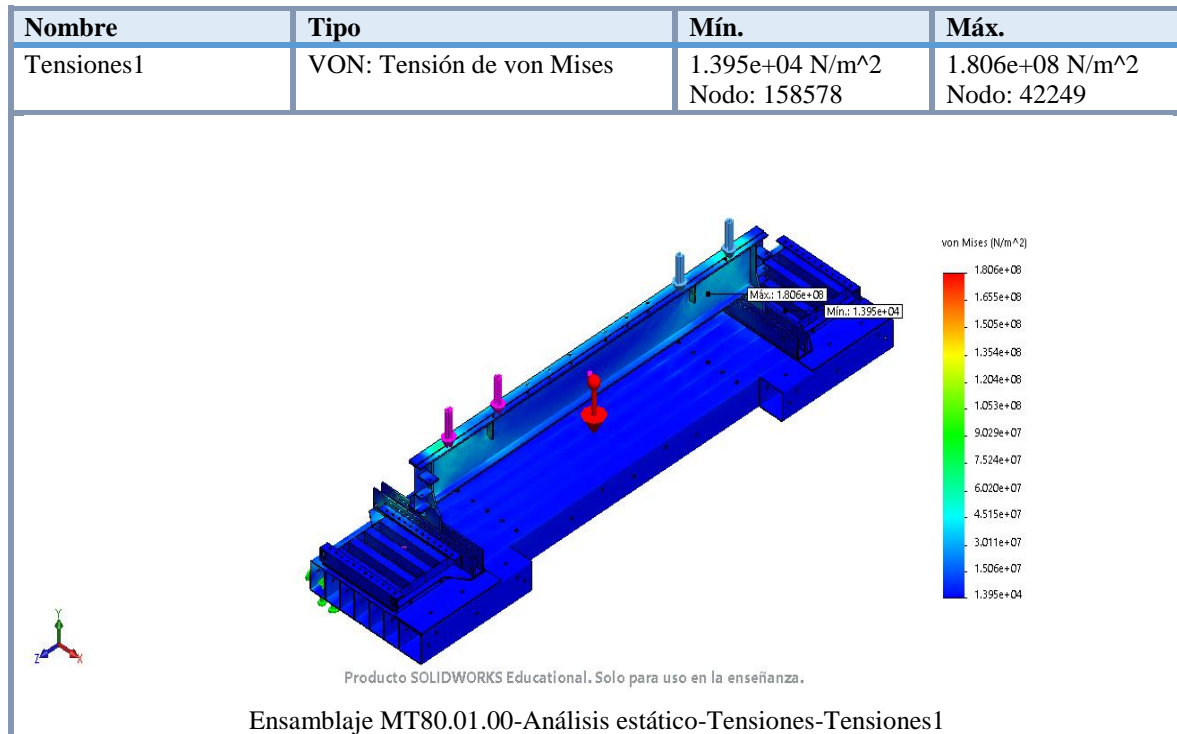 Nombre Tipo Mín. Máx.
Tensiones1 VON: Tensión de von Mises 1.395e+04 N/m^2 1.806e+08 N/m^2
Nodo: 158578 Nodo: 42249
von Mises (N/m^2)
1.806e+08
1.655e+08
1.505e+08
1.354e+08
1.204e+08
1.053e+08
9.029e+07
7.524e+07
6.020e+07
4.515e+07
3.011e+07
1.506e+07
1.395e+04
Máx.: 1.806e+08
Mín.: 1.395e+04
Y
Z X
Producto SOLIDWORKS Educational. Solo para uso en la enseñanza.
Ensamblaje MT80.01.00-Análisis estático-Tensiones-Tensiones1